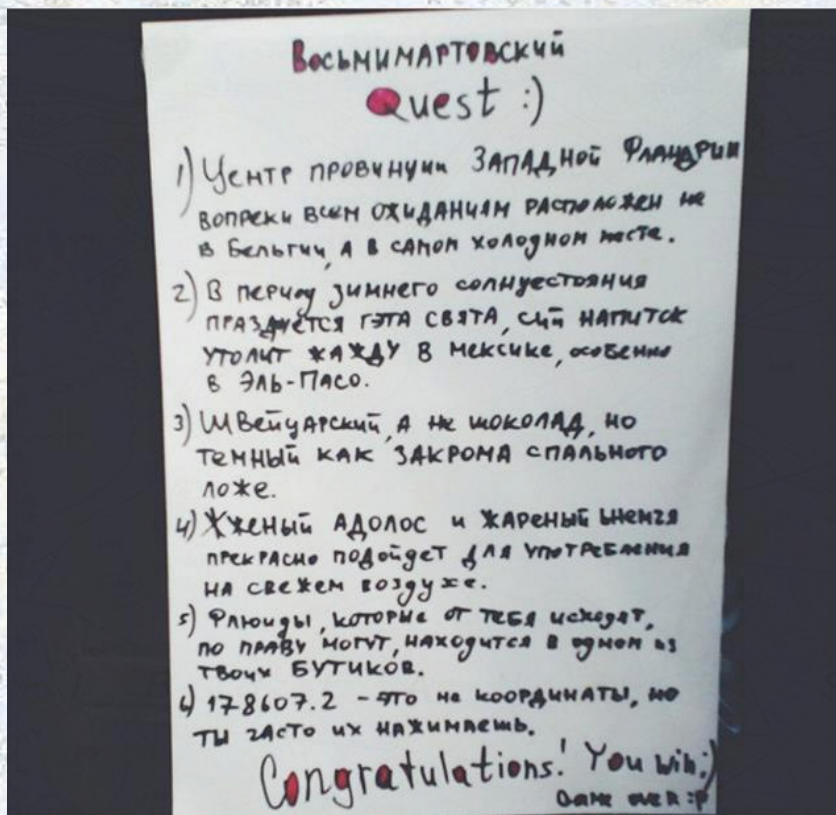 Восьмимартовский
Quest :)
1) Центр провинции Западной Фландрии
вопреки всем ожиданиям расположен не
в Бельгии, а в самом холодном месте.
2) В период зимнего солнцестояния
празднуется гэта свята, сий напиток
утолит жажду в Мексике, особенно
в Эль-Пасо.
3) Швейцарский, а не шоколад, но
темный как закрома спального
ложе.
4) Жженый адолос и жареный
прекрасно подойдет для употребления
на свежем воздухе.
5) Флюиды, которые от тебя исходят,
по праву могут, находится в одном из
твоих бутиков.
6) 178607.2 - это не координаты, но
ты часто их нажимаешь.
Congratulations! You win :)
Game over :p